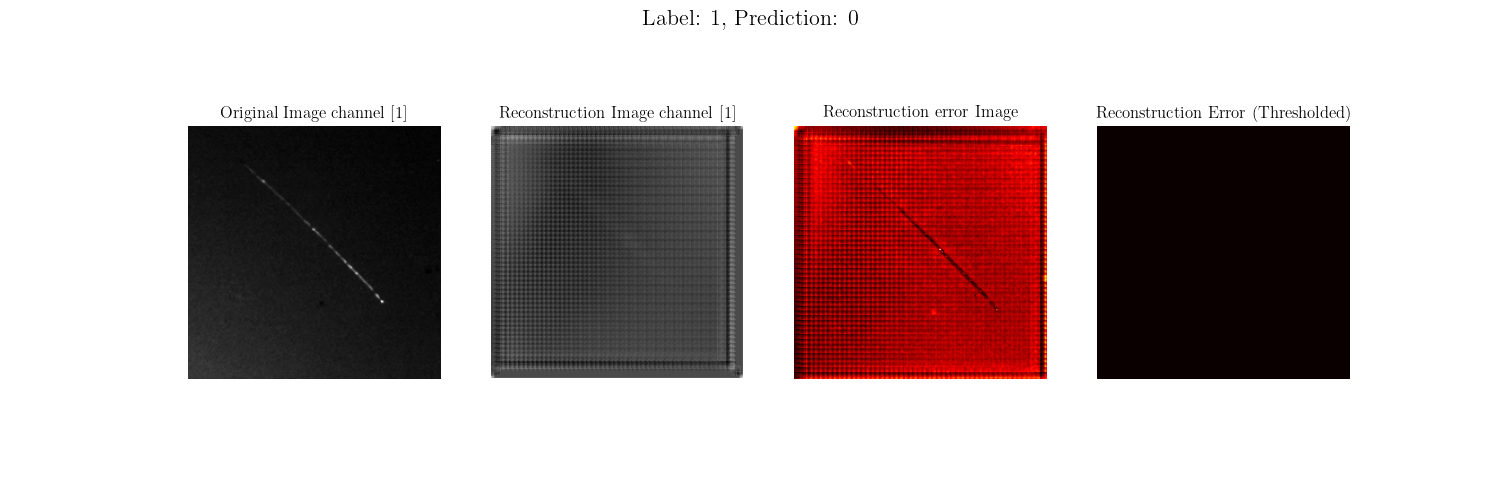 Label: 1, Prediction: 0
Original Image channel [1]
Reconstruction Image channel [1]
Reconstruction error Image
Reconstruction Error (Thresholded)